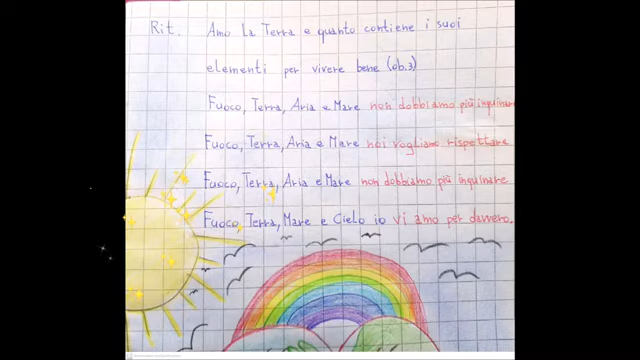 Rit. Amo la Terra e quanto contiene i suoi
elementi per vivere bene (ob.3)
Fuoco, Terra, Aria e Mare non dobbiamo più inquinare
Fuoco, Terra, Aria e Mare noi vogliamo rispettare
Fuoco, Terra, Aria e Mare non dobbiamo più inquinare
Fuoco, Terra, Mare e Cielo io vi amo per davvero.